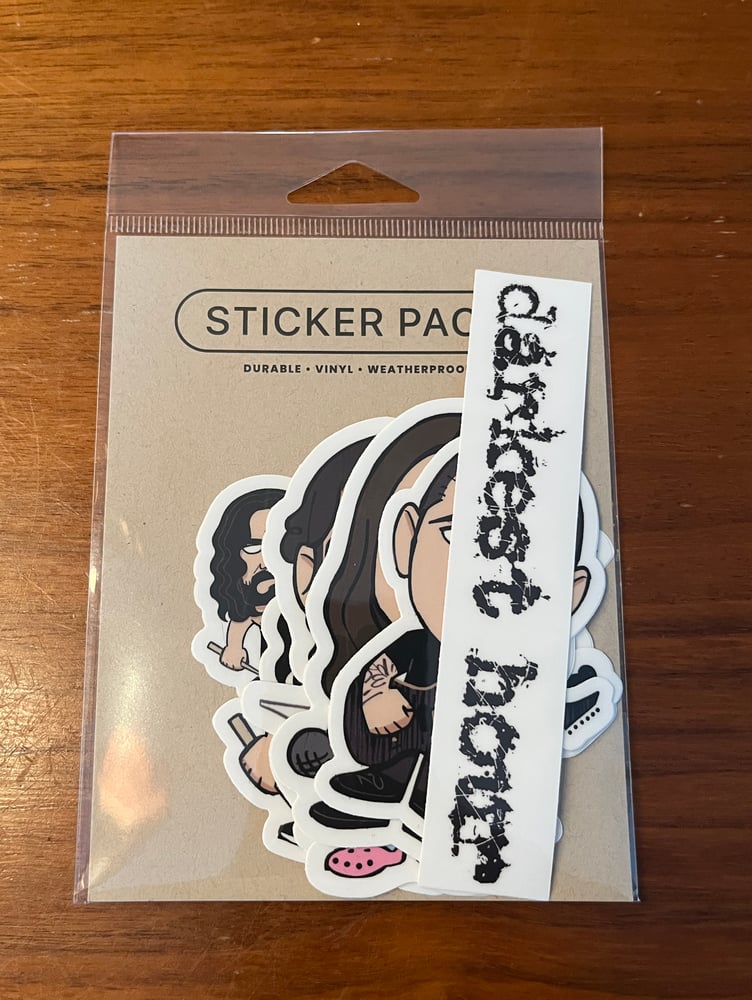 STICKER PAC
DURABLE • VINYL • WEATHERPROO
darkest hour